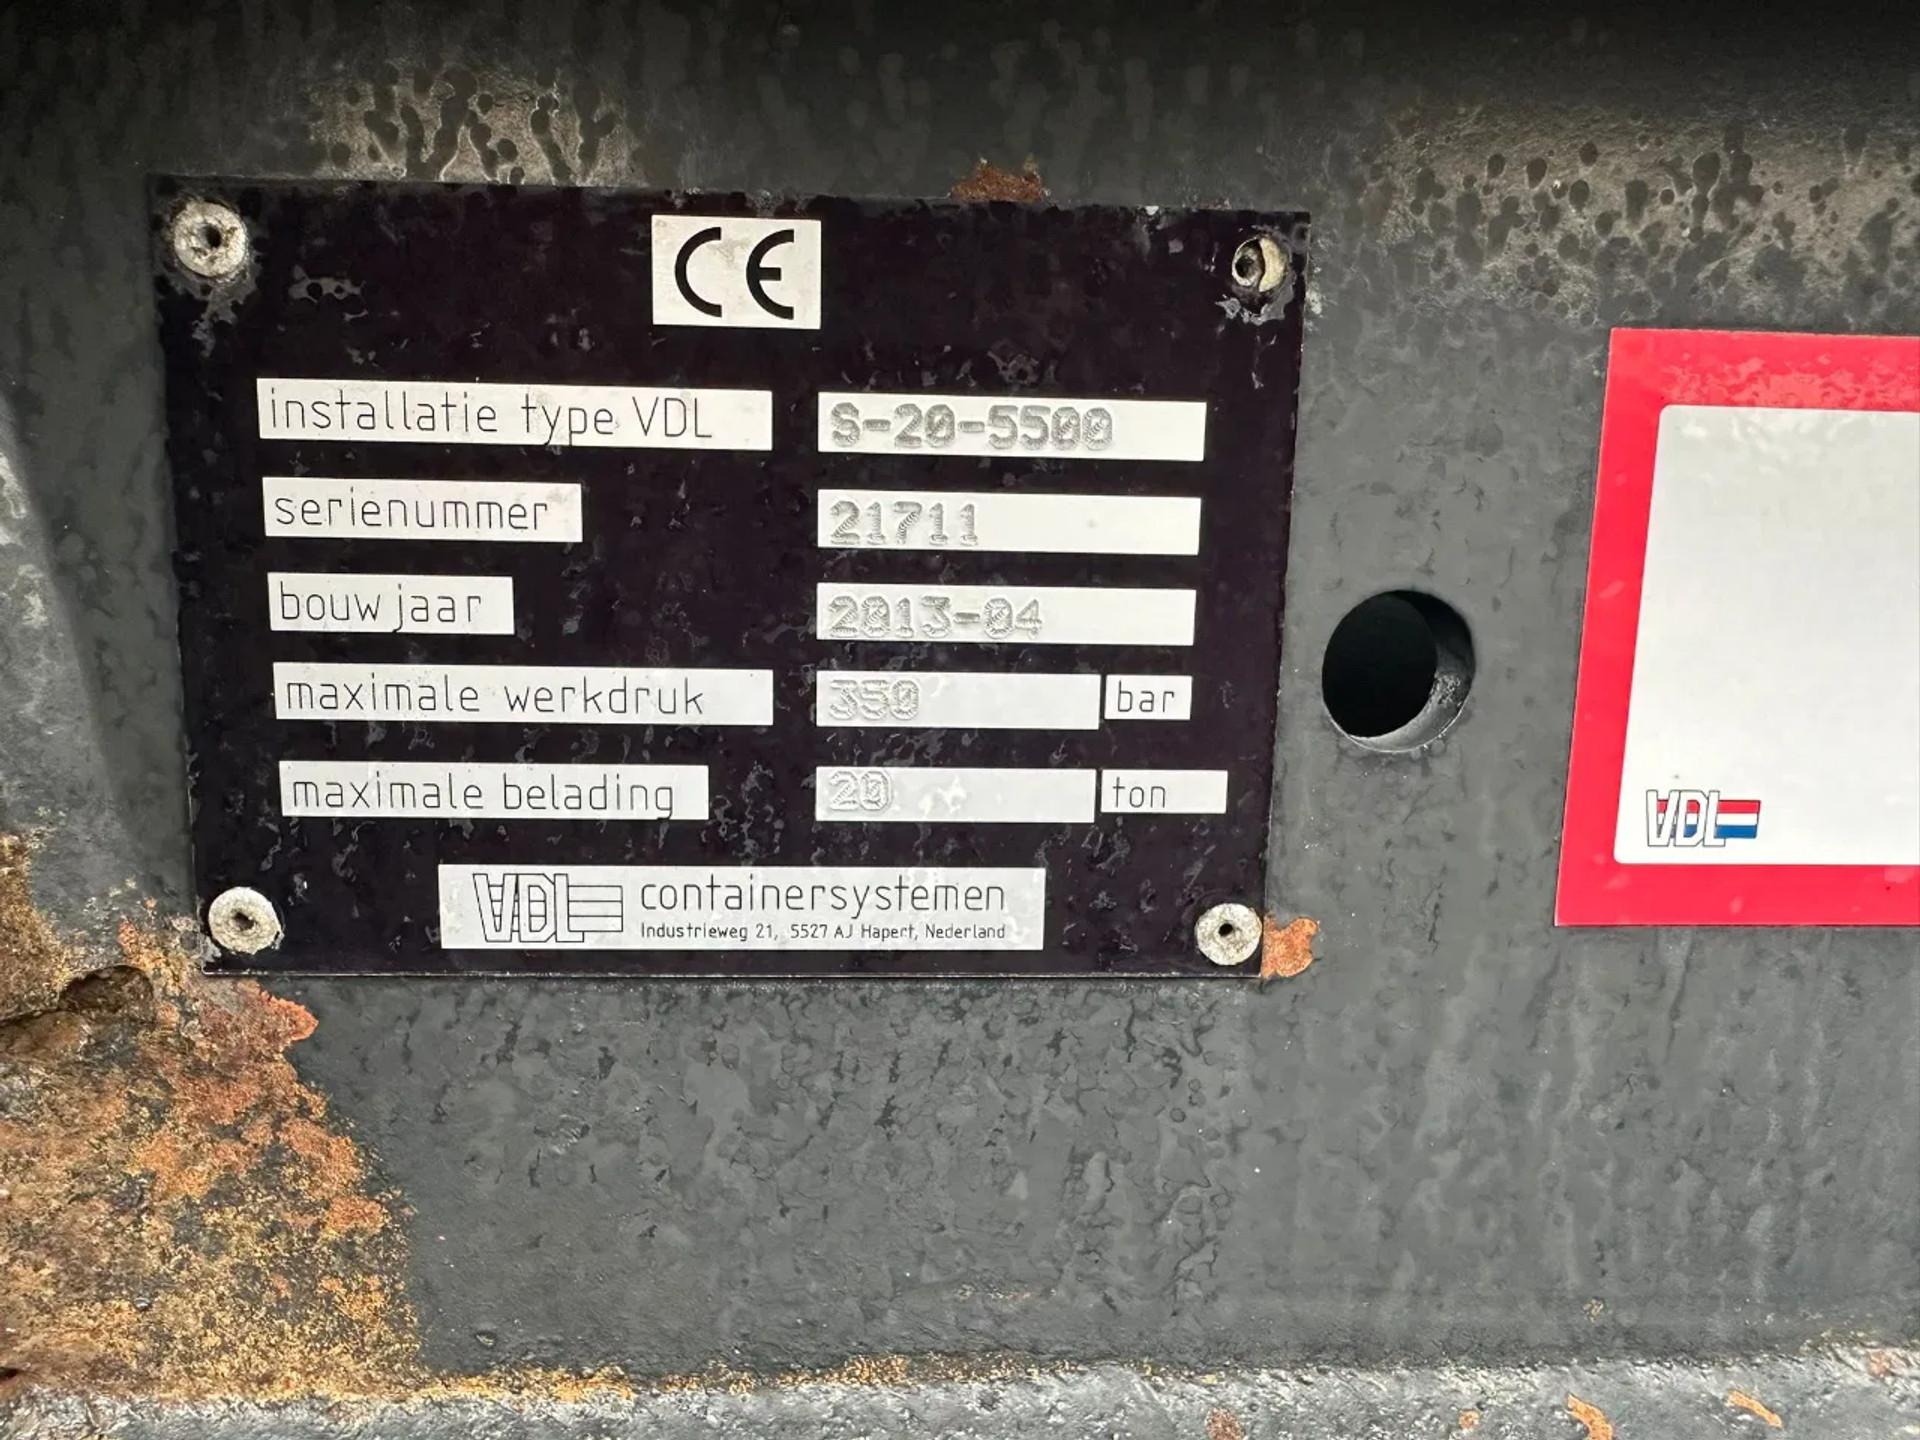 CE
installatie type VDL S-20-5500
serienummer 21711
bouwjaar 2013-04
maximale werkdruk 350 bar
maximale belading 20 ton
VDL containersystemen
Industrieweg 21, 5527 AJ Hapert, Nederland
VDL